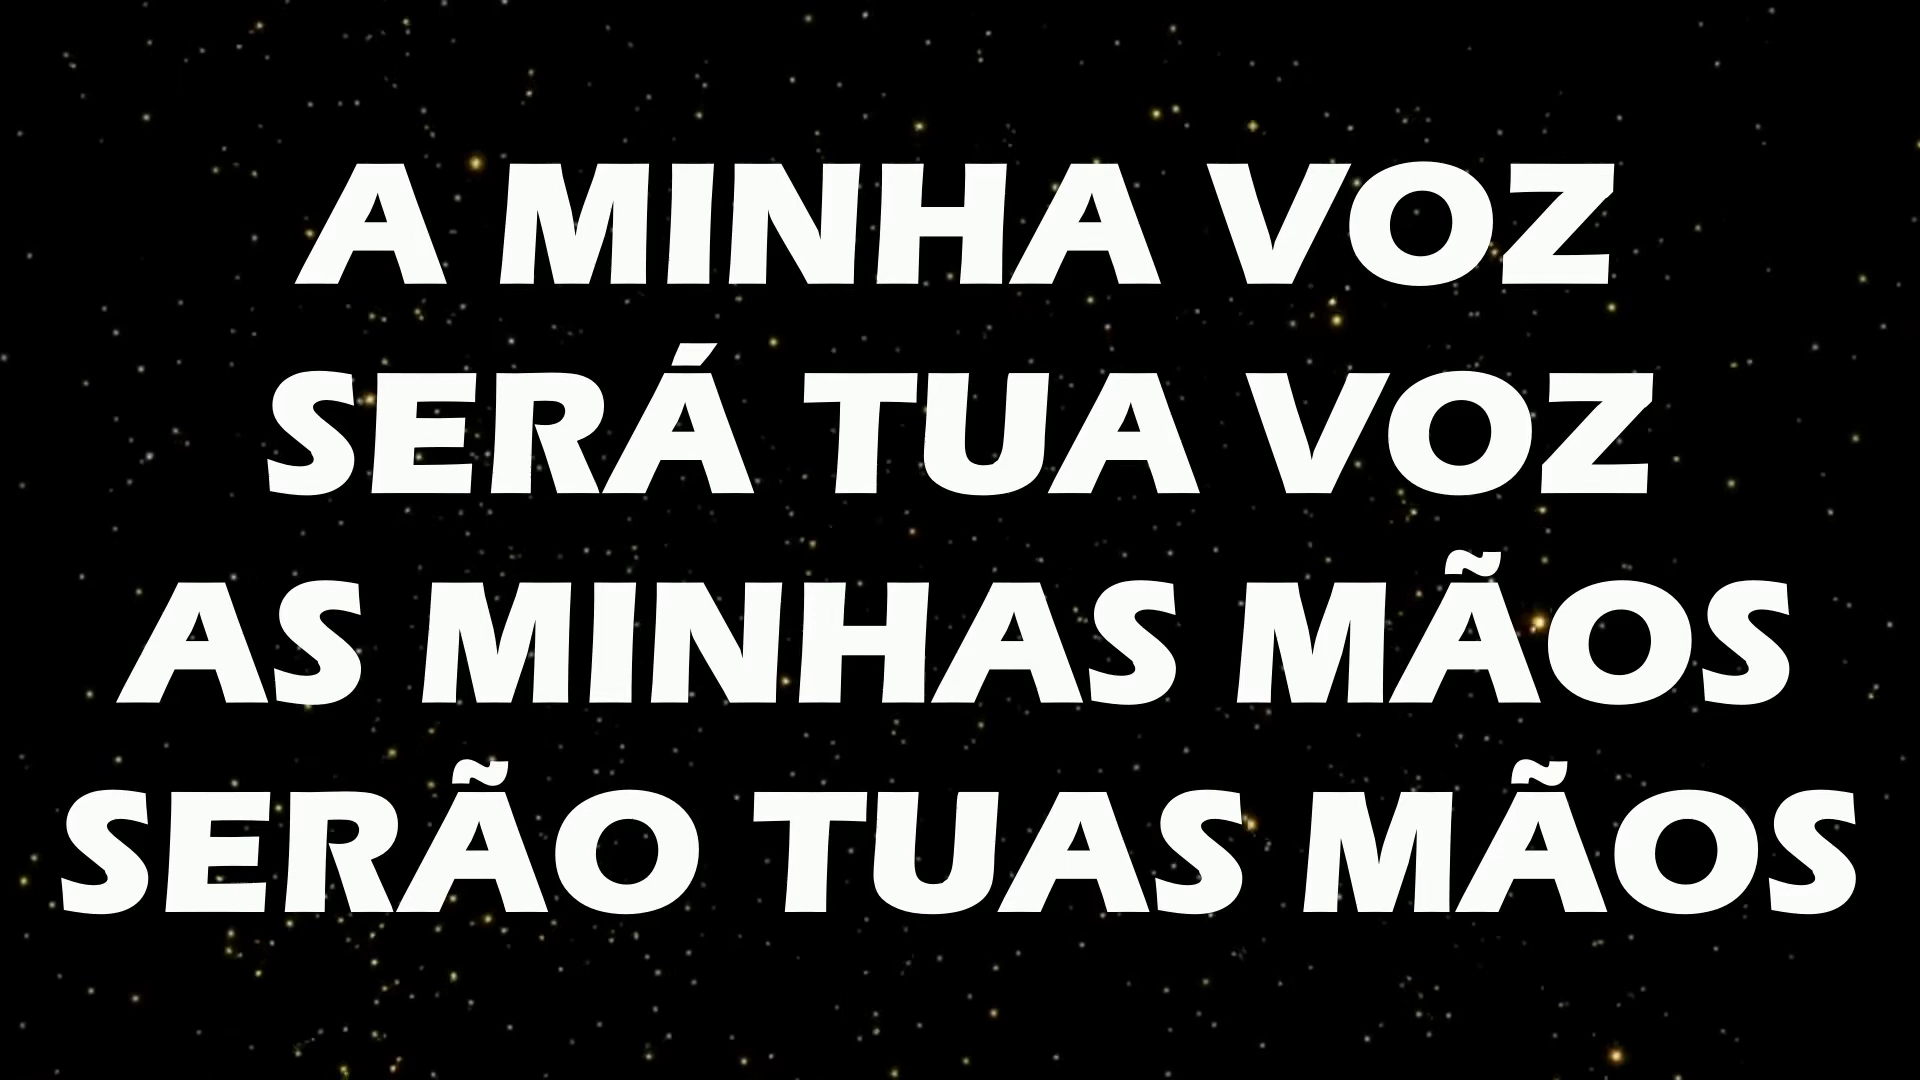 A MINHA VOZ
SERÁ TUA VOZ
AS MINHAS MÃOS
SERÃO TUAS MÃOS